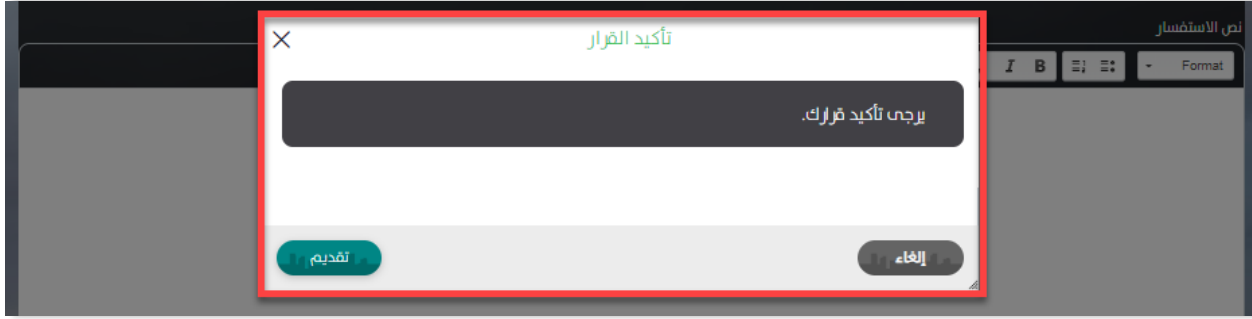 نص الاستفسار
Format
B I
تأكيد القرار
يرجى تأكيد قرارك.
إلغاء
تقديم